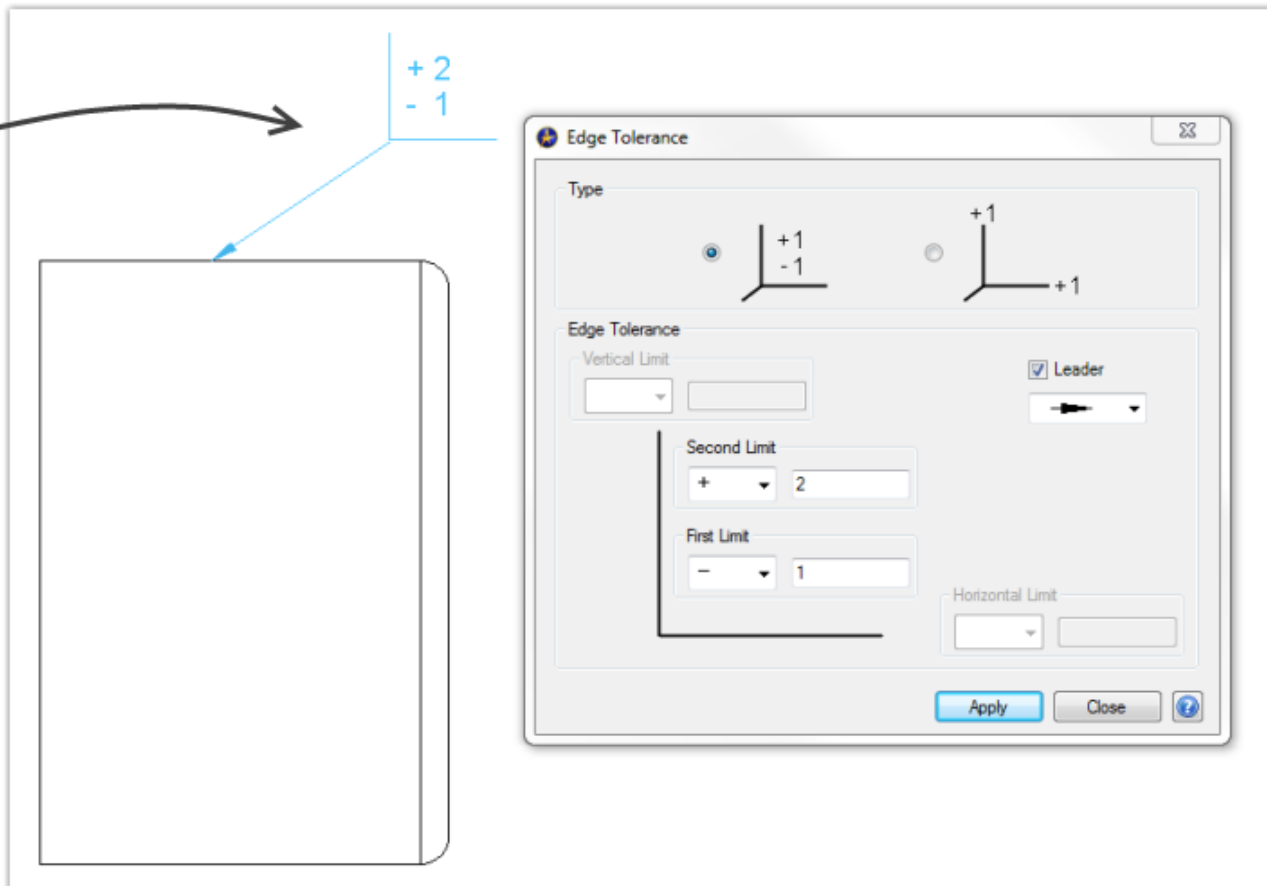 + 2
- 1
Edge Tolerance
Type
+1
-1
+1
+1
Edge Tolerance
Vertical Limit
Leader
Second Limit
+ 2
First Limit
− 1
Horizontal Limit
Apply Close ?